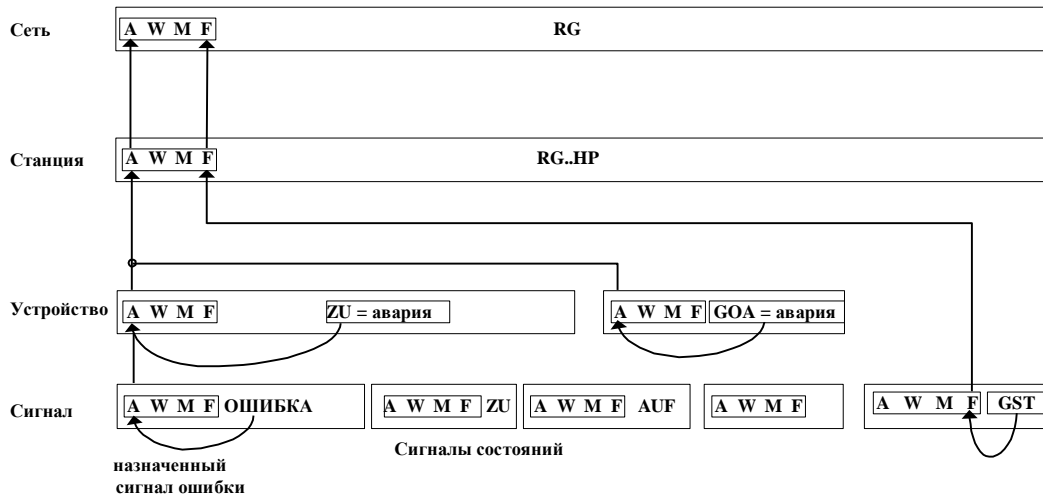 Сеть
A W M F
RG
Станция
A W M F
RG..HP
Устройство
A W M F
ZU = авария
A W M F
GOA = авария
Сигнал
A W M F ОШИБКА
A W M F ZU
A W M F AUF
A W M F
A W M F
GST
Сигналы состояний
назначенный
сигнал ошибки